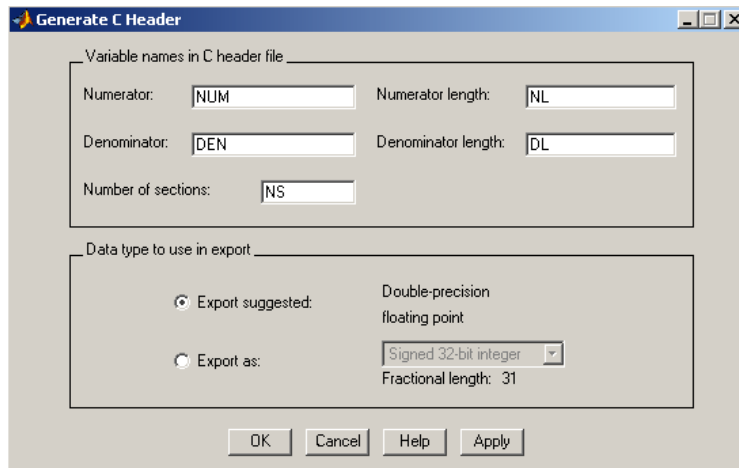 Generate C Header
Variable names in C header file
Numerator: NUM Numerator length: NL
Denominator: DEN Denominator length: DL
Number of sections: NS
Data type to use in export
Export suggested: Double-precision
floating point
Export as: Signed 32-bit integer
Fractional length: 31
OK Cancel Help Apply